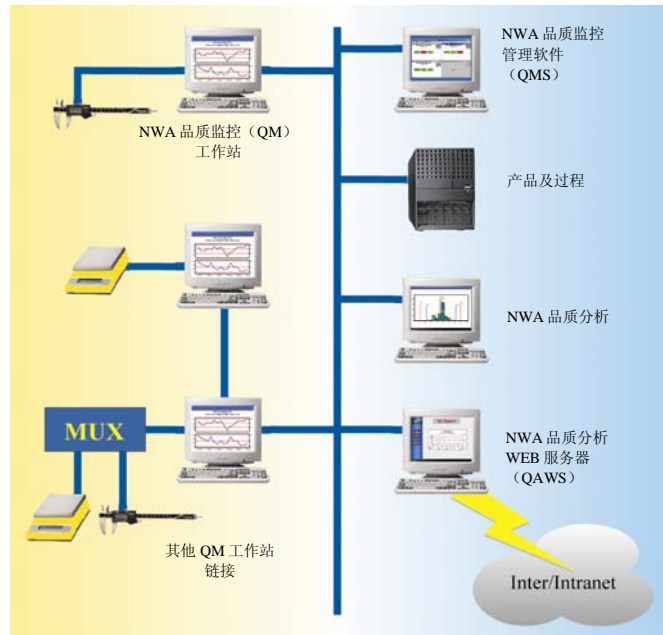 NWA 品质监控
管理软件
（QMS）
NWA 品质监控（QM）
工作站
产品及过程
NWA 品质分析
MUX
NWA 品质分析
WEB 服务器
（QAWS）
其他 QM 工作站
链接
Inter/Intranet